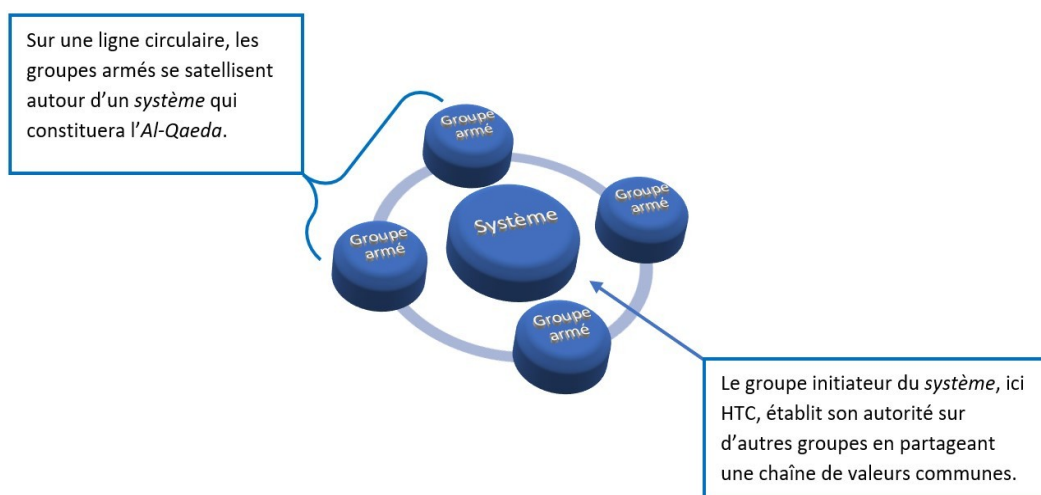 Sur une ligne circulaire, les
groupes armés se satellisent
autour d’un système qui
constituera l’Al-Qaeda.
Groupe
armé
Groupe
armé
Système
Groupe
armé
Groupe
armé
Le groupe initiateur du système, ici
HTC, établit son autorité sur
d’autres groupes en partageant
une chaîne de valeurs communes.